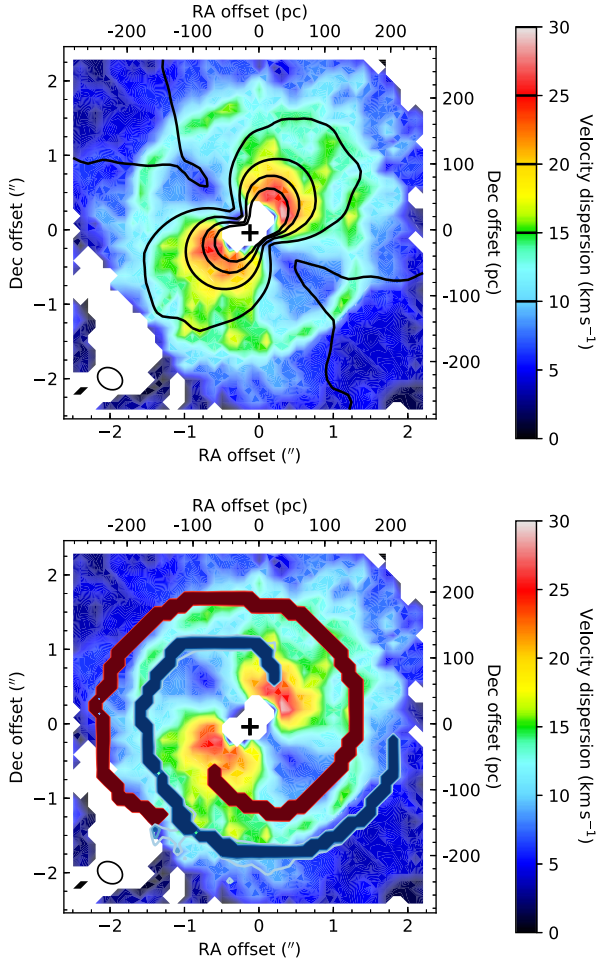 RA offset (pc)
-200 -100 0 100 200
2
1
0
−1
−2
Dec offset (″)
200
100
0
-100
-200
Dec offset (pc)
−2 −1 0 1 2
RA offset (″)
30
25
20
15
10
5
0
Velocity dispersion (km s⁻¹)
RA offset (pc)
-200 -100 0 100 200
2
1
0
−1
−2
Dec offset (″)
200
100
0
-100
-200
Dec offset (pc)
−2 −1 0 1 2
RA offset (″)
30
25
20
15
10
5
0
Velocity dispersion (km s⁻¹)